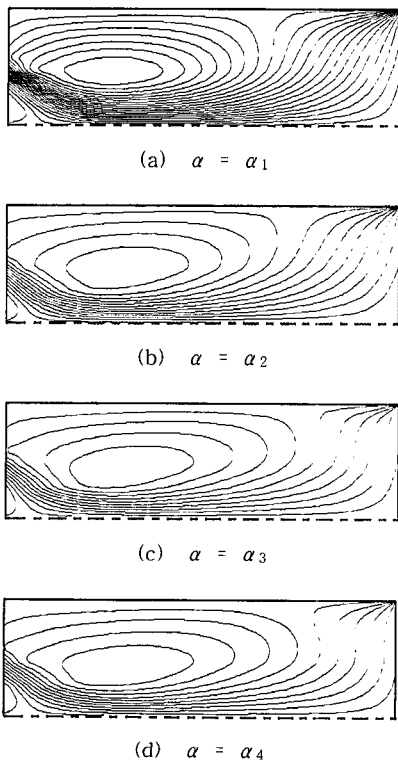 (a) α = α₁
(b) α = α₂
(c) α = α₃
(d) α = α₄